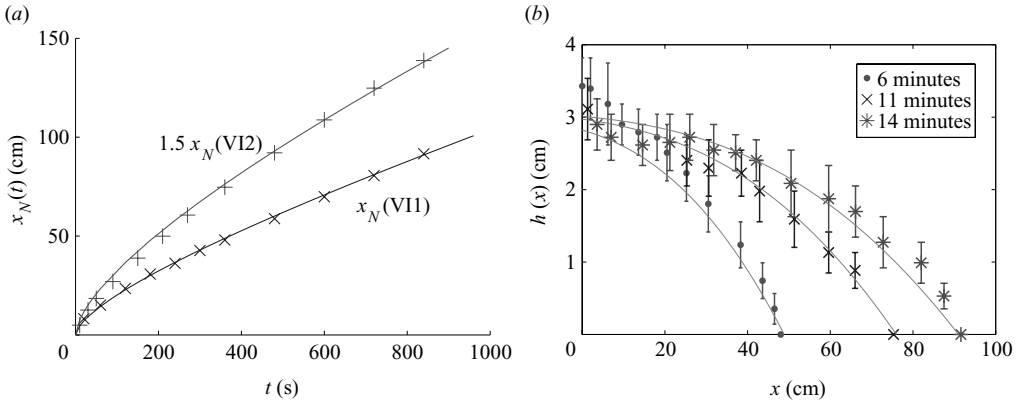 (a)
150
100
50
0
200
400
600
800
1000
x_N(t) (cm)
t (s)
1.5 x_N(VI2)
x_N(VI1)
(b)
4
3
2
1
0
20
40
60
80
100
h (x) (cm)
x (cm)
6 minutes
11 minutes
14 minutes